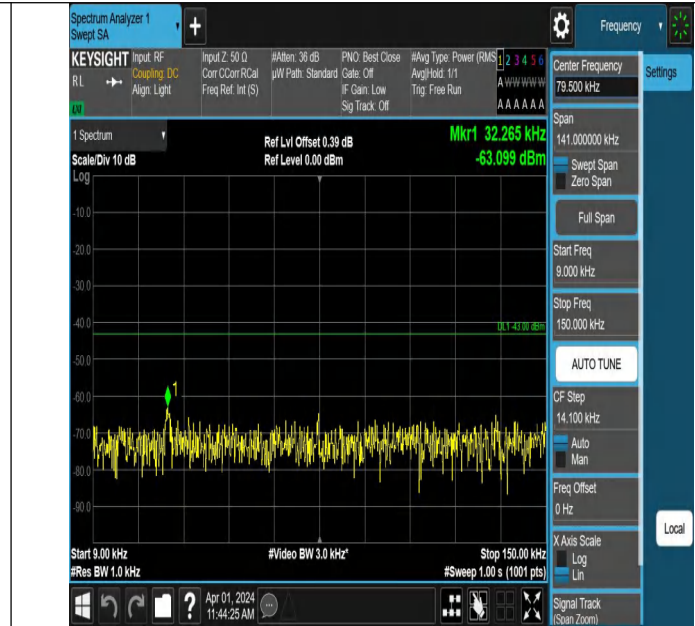 Spectrum Analyzer 1
Swept SA
+
Frequency
KEYSIGHT
RL
LXI
Input: RF
Coupling: DC
Align: Light
Input Z: 50 Ω
Corr CCorr RCal
Freq Ref: Int (S)
#Atten: 36 dB
µW Path: Standard
PNO: Best Close
Gate: Off
IF Gain: Low
Sig Track: Off
#Avg Type: Power (RMS
Avg|Hold: 1/1
Trig: Free Run
1 2 3 4 5 6
A W W W W W
A A A A A A
1 Spectrum
Scale/Div 10 dB
Log
Ref Lvl Offset 0.39 dB
Ref Level 0.00 dBm
Mkr1 32.265 kHz
-63.099 dBm
-10.0
-20.0
-30.0
-40.0
-50.0
-60.0
-70.0
-80.0
-90.0
DL1 -43.00 dBm
1
Start 9.00 kHz
#Res BW 1.0 kHz
#Video BW 3.0 kHz*
Stop 150.00 kHz
#Sweep 1.00 s (1001 pts)
?
Apr 01, 2024
11:44:25 AM
Center Frequency
79.500 kHz
Settings
Span
141.000000 kHz
Swept Span
Zero Span
Full Span
Start Freq
9.000 kHz
Stop Freq
150.000 kHz
AUTO TUNE
CF Step
14.100 kHz
Auto
Man
Freq Offset
0 Hz
Local
X Axis Scale
Log
Lin
Signal Track
(Span Zoom)